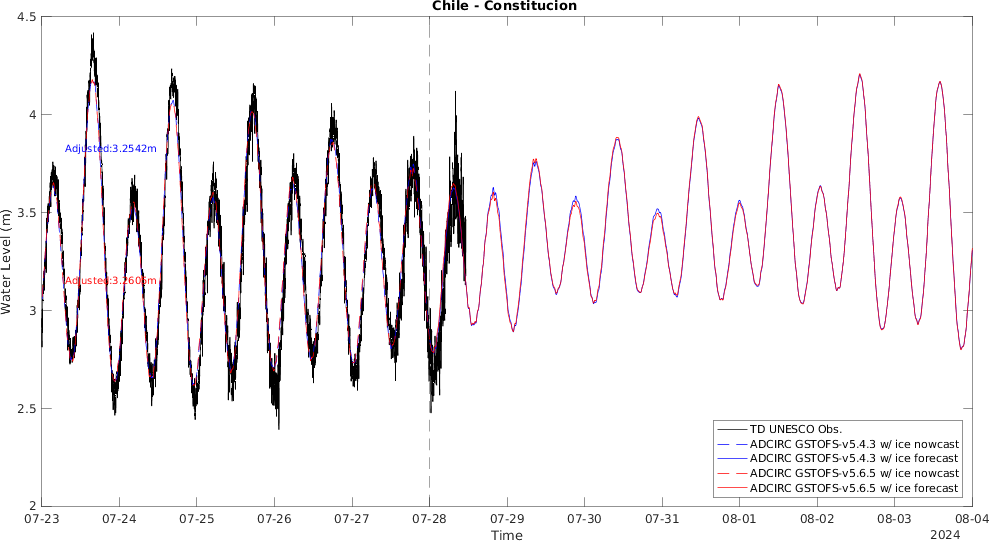 Chile - Constitucion
4.5
4
3.5
3
2.5
2
Water Level (m)
Adjusted:3.2542m
Adjusted:3.2606m
TD UNESCO Obs.
ADCIRC GSTOFS-v5.4.3 w/ ice nowcast
ADCIRC GSTOFS-v5.4.3 w/ ice forecast
ADCIRC GSTOFS-v5.6.5 w/ ice nowcast
ADCIRC GSTOFS-v5.6.5 w/ ice forecast
07-23 07-24 07-25 07-26 07-27 07-28 07-29 07-30 07-31 08-01 08-02 08-03 08-04
Time
2024